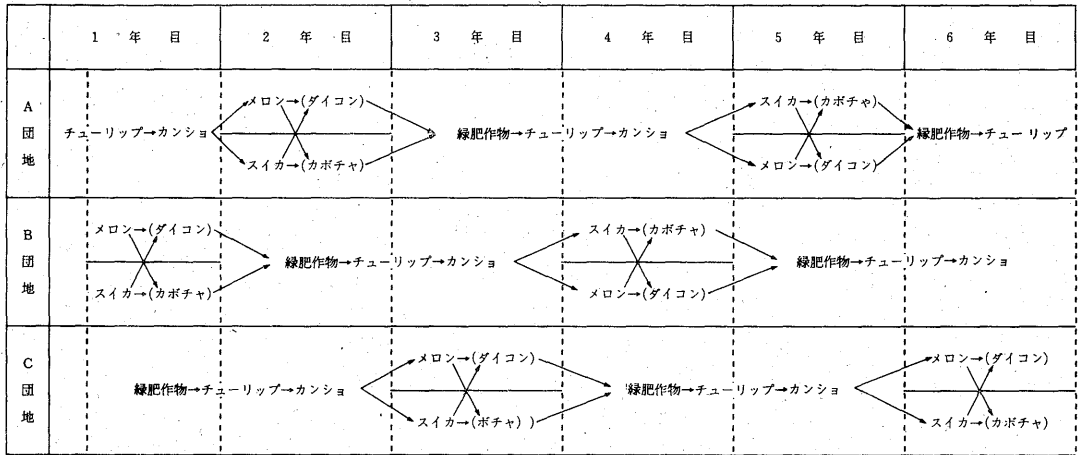 1 年 目 2 年 目 3 年 目 4 年 目 5 年 目 6 年 目
A団地
メロン→(ダイコン) スイカ→(カボチャ)
チューリップ→カンショ 緑肥作物→チューリップ→カンショ 緑肥作物→チューリップ
スイカ→(カボチャ) メロン→(ダイコン)
B団地
メロン→(ダイコン) スイカ→(カボチャ)
緑肥作物→チューリップ→カンショ 緑肥作物→チューリップ→カンショ
スイカ→(カボチャ) メロン→(ダイコン)
C団地
メロン→(ダイコン) メロン→(ダイコン)
緑肥作物→チューリップ→カンショ 緑肥作物→チューリップ→カンショ
スイカ→(ボチャ)) スイカ→(カボチャ)